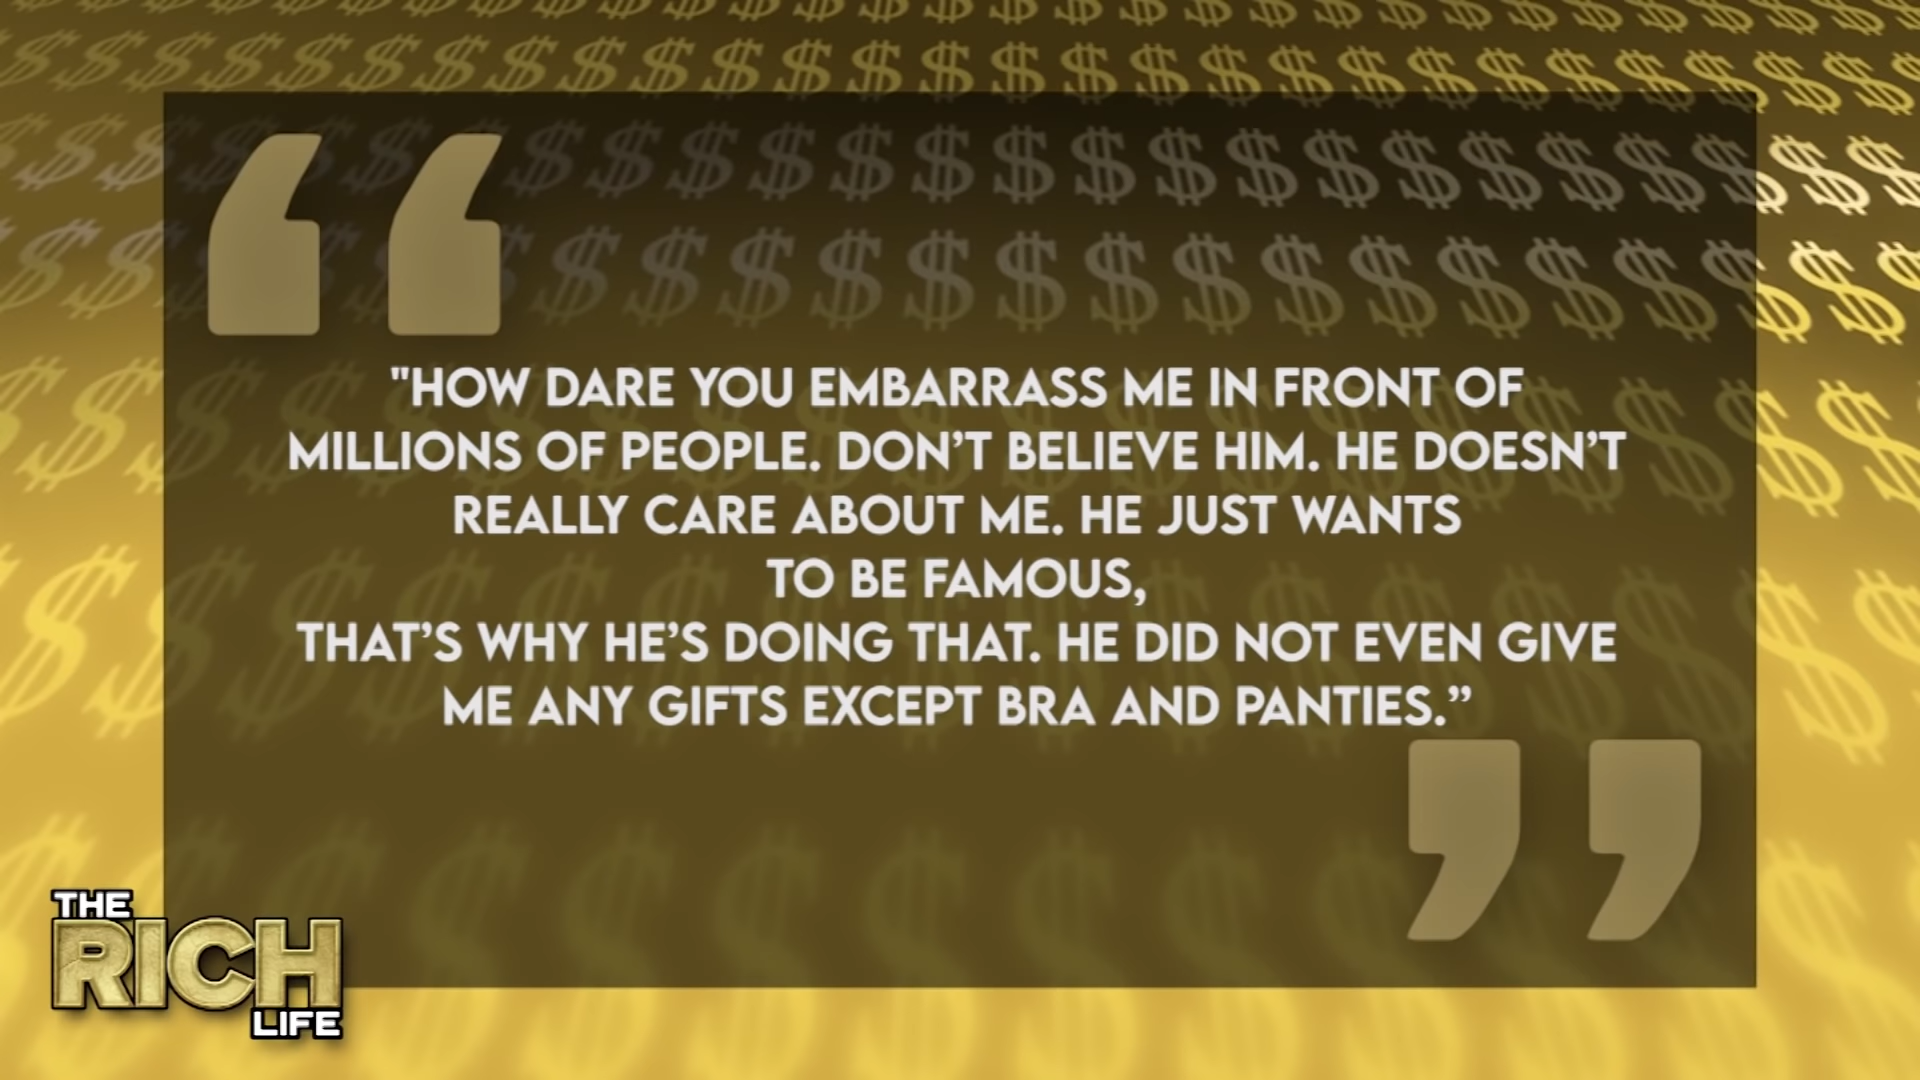 "HOW DARE YOU EMBARRASS ME IN FRONT OF
MILLIONS OF PEOPLE. DON’T BELIEVE HIM. HE DOESN’T
REALLY CARE ABOUT ME. HE JUST WANTS
TO BE FAMOUS,
THAT’S WHY HE’S DOING THAT. HE DID NOT EVEN GIVE
ME ANY GIFTS EXCEPT BRA AND PANTIES.”
THE
RICH
LIFE